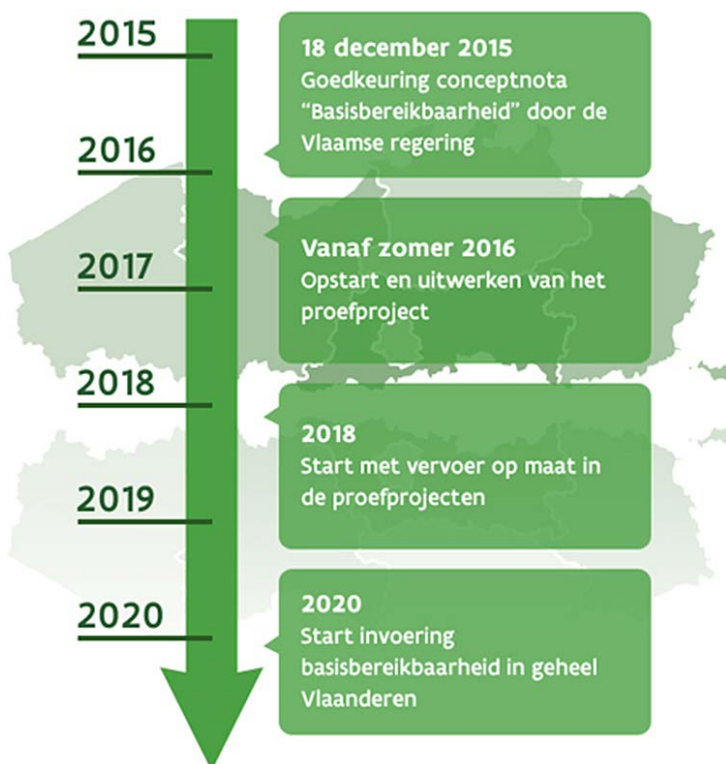 2015
18 december 2015
Goedkeuring conceptnota
“Basisbereikbaarheid” door de
Vlaamse regering
2016
Vanaf zomer 2016
Opstart en uitwerken van het
proefproject
2017
2018
2018
Start met vervoer op maat in
de proefprojecten
2019
2020
2020
Start invoering
basisbereikbaarheid in geheel
Vlaanderen